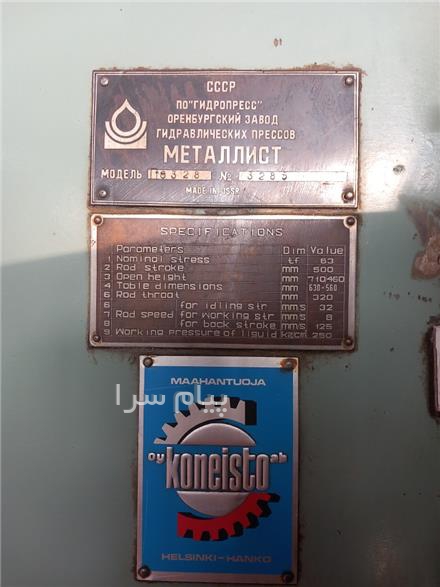 СССР
ПО"ГИДРОПРЕСС"
ОРЕНБУРГСКИЙ ЗАВОД
ГИДРАВЛИЧЕСКИХ ПРЕССОВ
МЕТАЛЛИСТ
МОДЕЛЬ 6328 № 3285
MADE IN USSR
SPECIFICATIONS
Parameters Dim Value
1 Nominal stress tf 63
2 Rod stroke mm 500
3 Open height mm 710/460
4 Table dimensions mm 630-560
5 Rod throat mm 320
6 for idling str mm/s 32
7 Rod speed for working str mm/s 8
8 for back stroke mm/s 125
9 Working pressure of liquid 250
MAAHANTUOJA
پیام سرا
oy koneisto ab
HELSINKI-HANKO